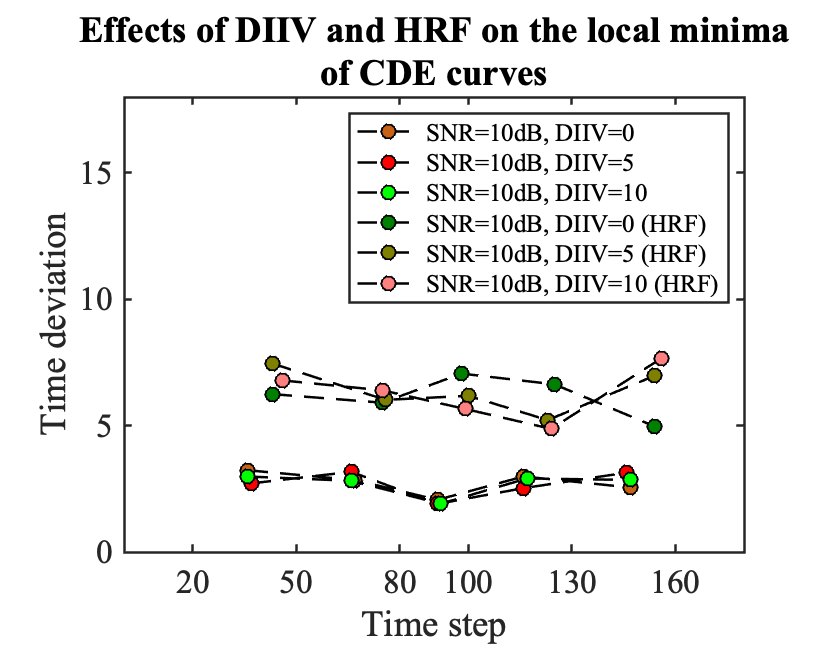 Effects of DIIV and HRF on the local minima
of CDE curves
SNR=10dB, DIIV=0
SNR=10dB, DIIV=5
SNR=10dB, DIIV=10
SNR=10dB, DIIV=0 (HRF)
SNR=10dB, DIIV=5 (HRF)
SNR=10dB, DIIV=10 (HRF)
Time deviation
15
10
5
0
20 50 80 100 130 160
Time step